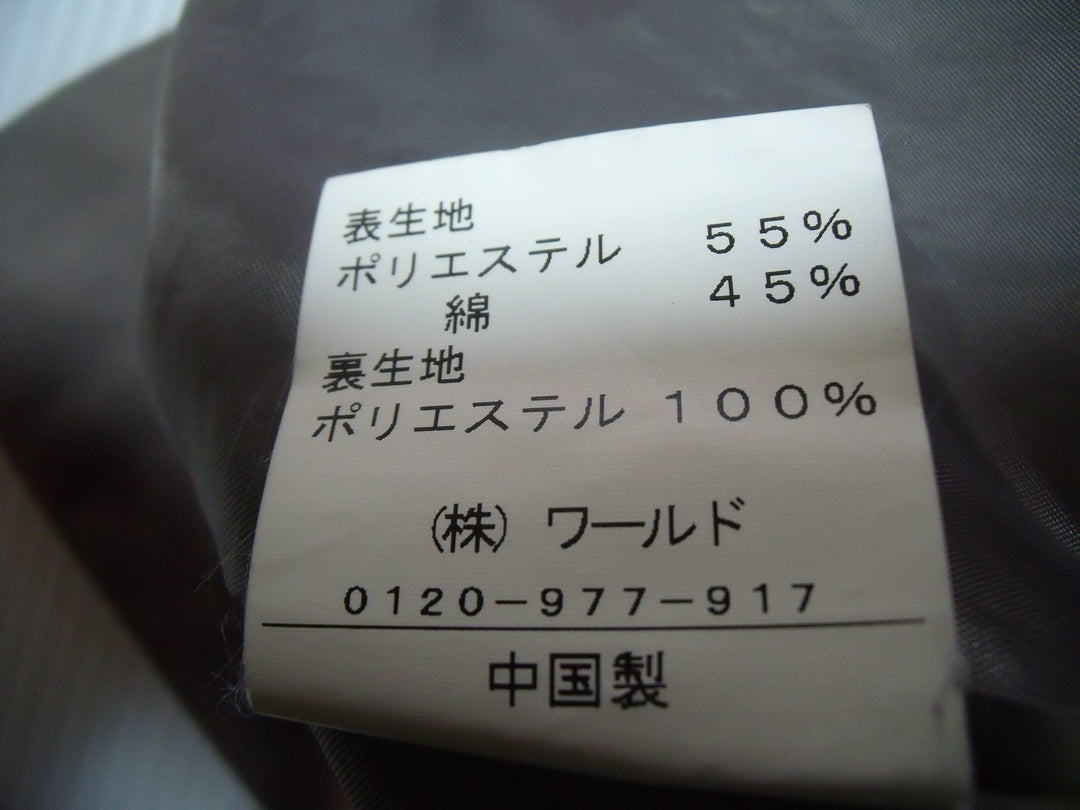 表生地
ポリエステル ５５％
綿 ４５％
裏生地
ポリエステル １００％
（株） ワールド
０１２０－９７７－９１７
中国製